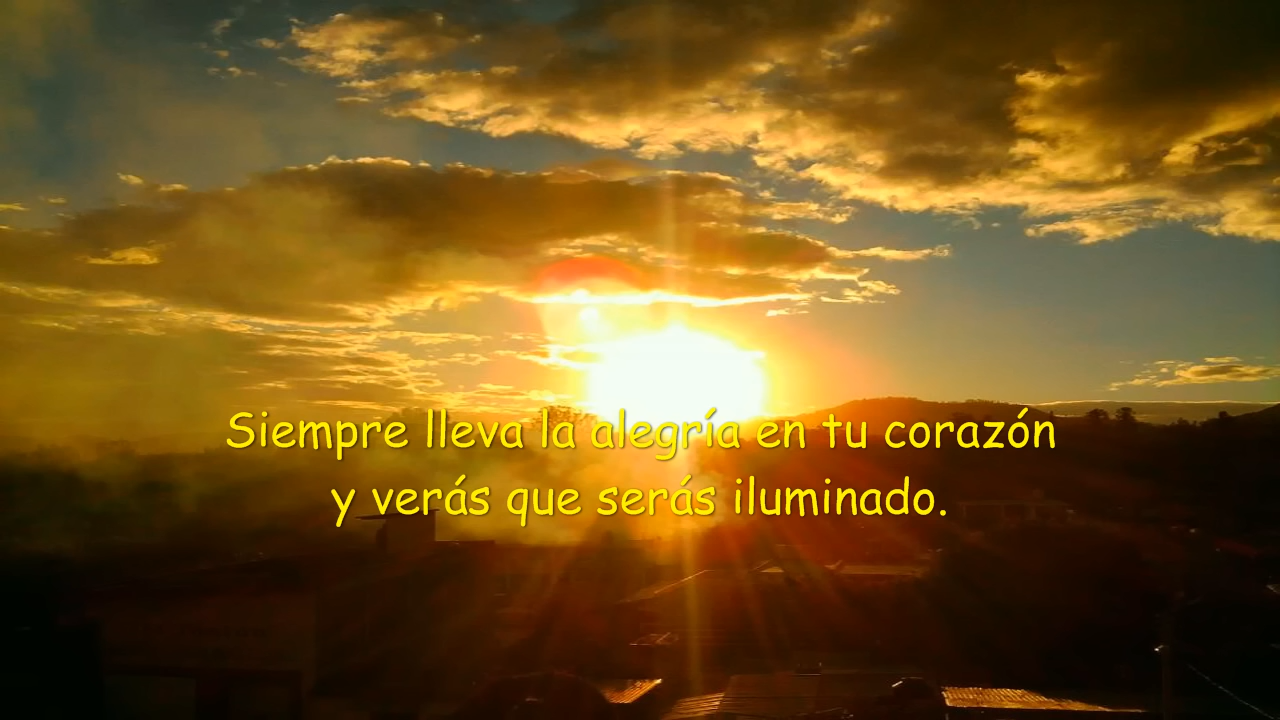 Siempre lleva la alegría en tu corazón
y verás que serás iluminado.